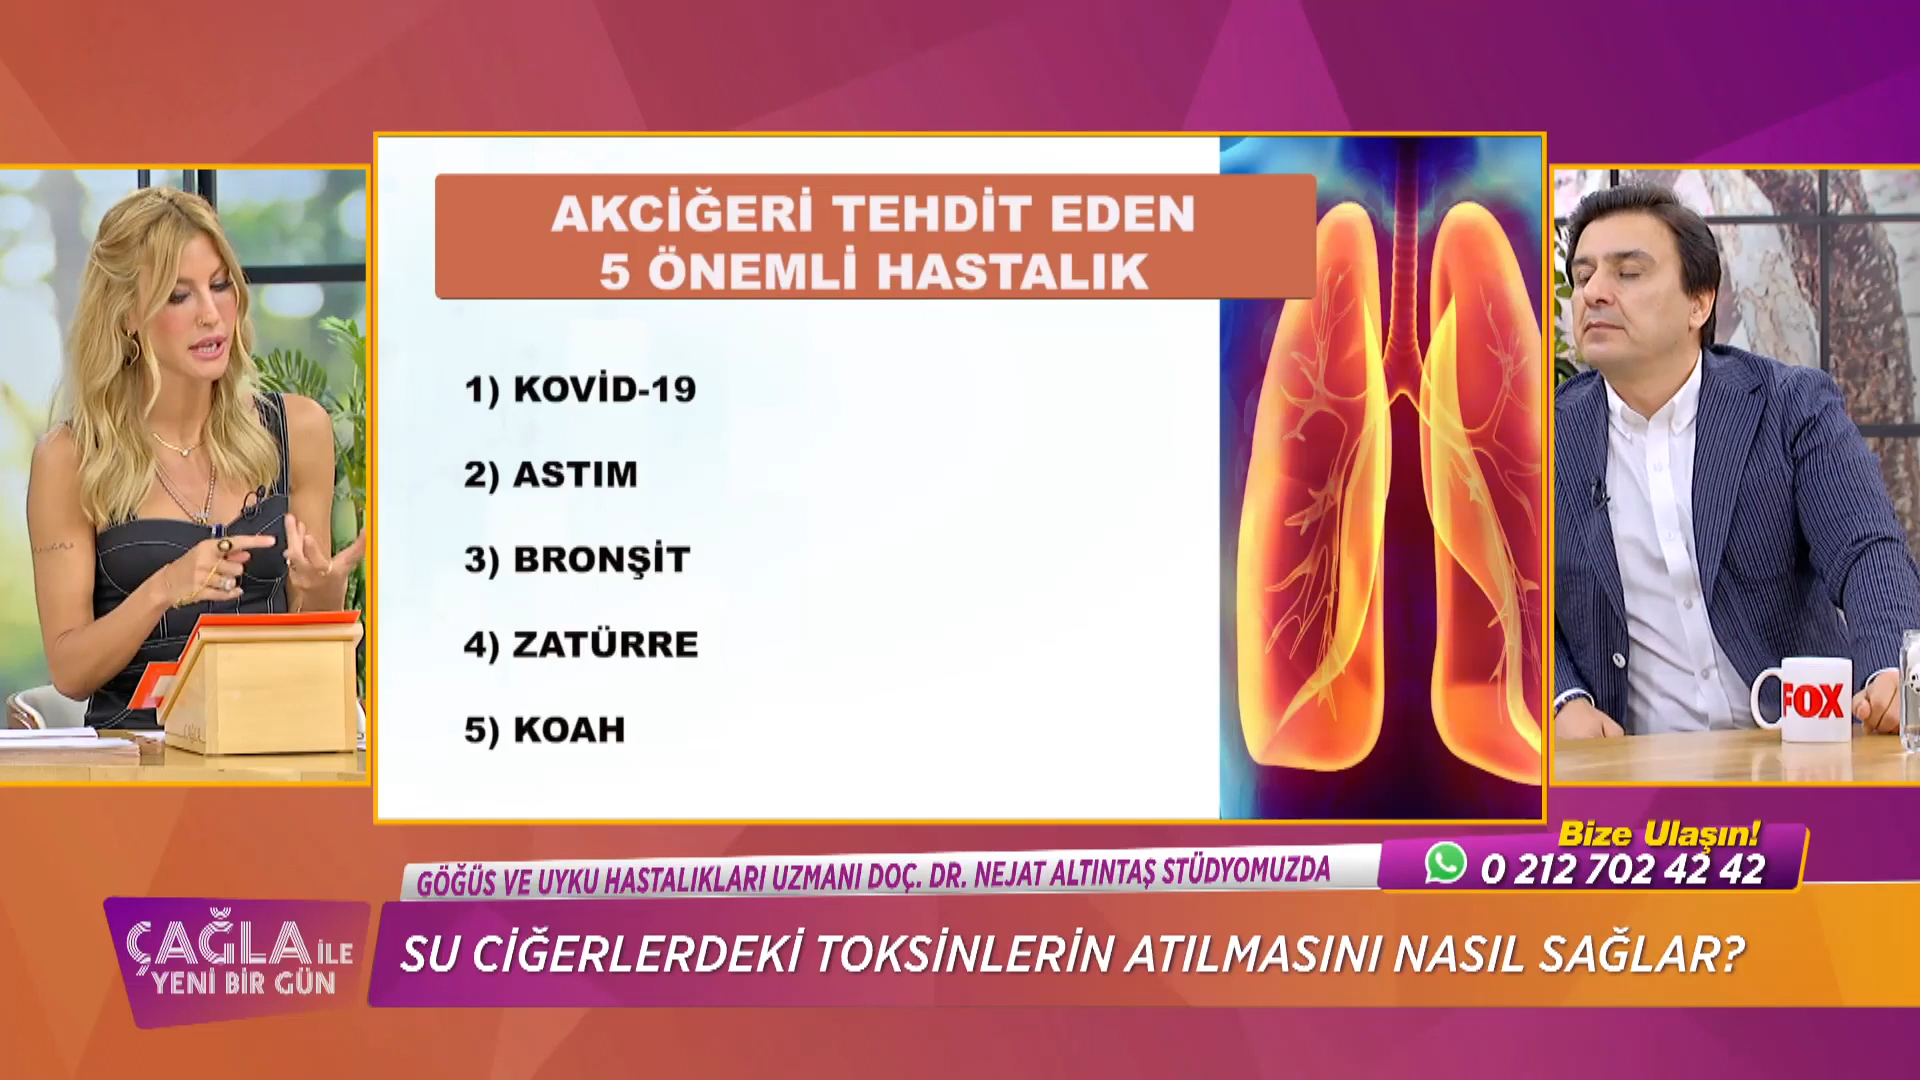 AKCİĞERİ TEHDİT EDEN
5 ÖNEMLİ HASTALIK
1) KOVİD-19
2) ASTIM
3) BRONŞİT
4) ZATÜRRE
5) KOAH
FOX
Bize Ulaşın!
0 212 702 42 42
GÖĞÜS VE UYKU HASTALIKLARI UZMANI DOÇ. DR. NEJAT ALTINTAŞ STÜDYOMUZDA
ÇAĞLA İLE
YENİ BİR GÜN
SU CİĞERLERDEKİ TOKSİNLERİN ATILMASINI NASIL SAĞLAR?